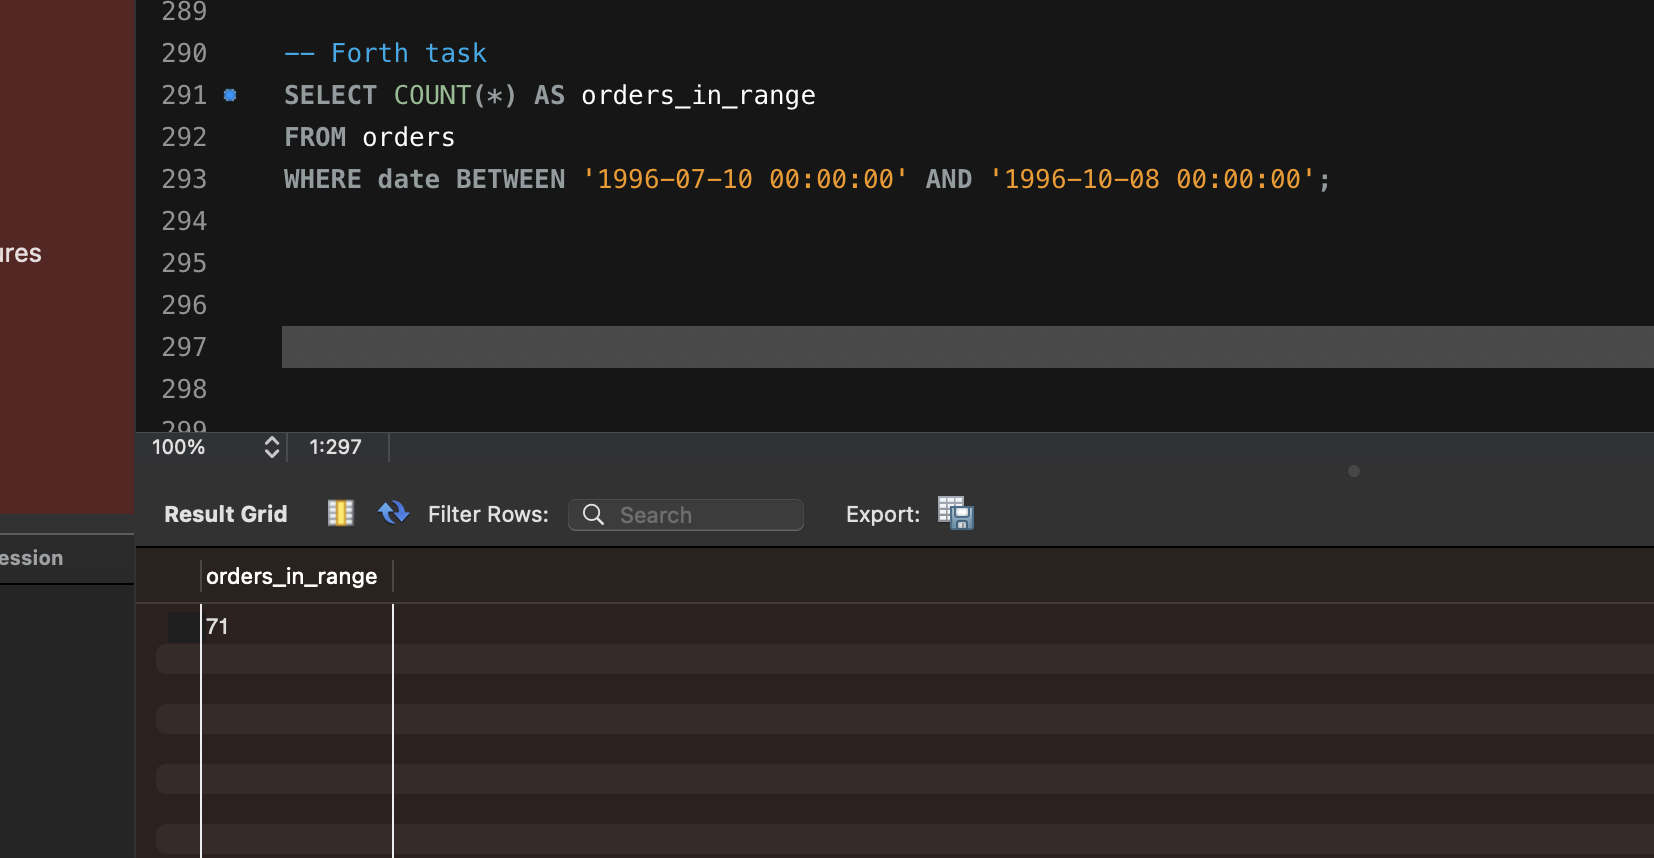 289
290 -- Forth task
291 SELECT COUNT(*) AS orders_in_range
292 FROM orders
293 WHERE date BETWEEN '1996-07-10 00:00:00' AND '1996-10-08 00:00:00';
294
295
ures
296
297
298
299
100% 1:297
Result Grid Filter Rows: Search Export:
ession
orders_in_range
71